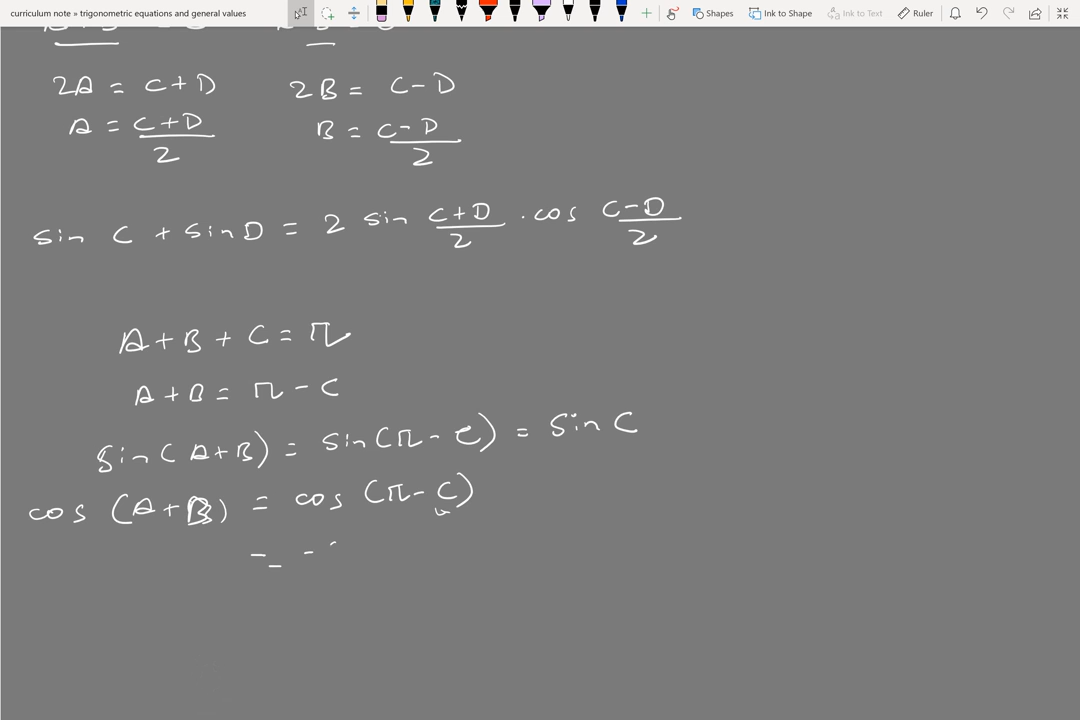 curriculum note » trigonometric equations and general values
Shapes Ink to Shape Ink to Text Ruler
2A = C+D 2B = C-D
A = C+D/2 B = C-D/2
sin C + sin D = 2 sin C+D/2 . cos C-D/2
A+B+C = π
A+B = π - C
sin(A+B) = sin(π - C) = sin C
cos (A+B) = cos (π - C)
= -